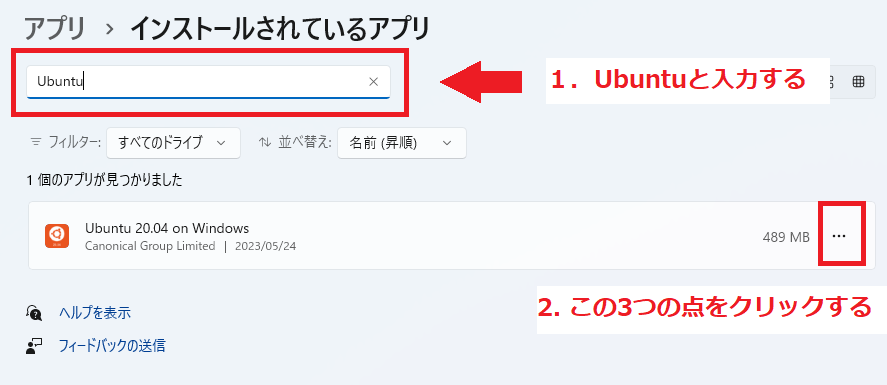 アプリ › インストールされているアプリ
Ubuntu
1．Ubuntuと入力する
フィルター: すべてのドライブ 並べ替え: 名前 (昇順)
1 個のアプリが見つかりました
Ubuntu 20.04 on Windows
Canonical Group Limited | 2023/05/24
489 MB
2. この3つの点をクリックする
ヘルプを表示
フィードバックの送信